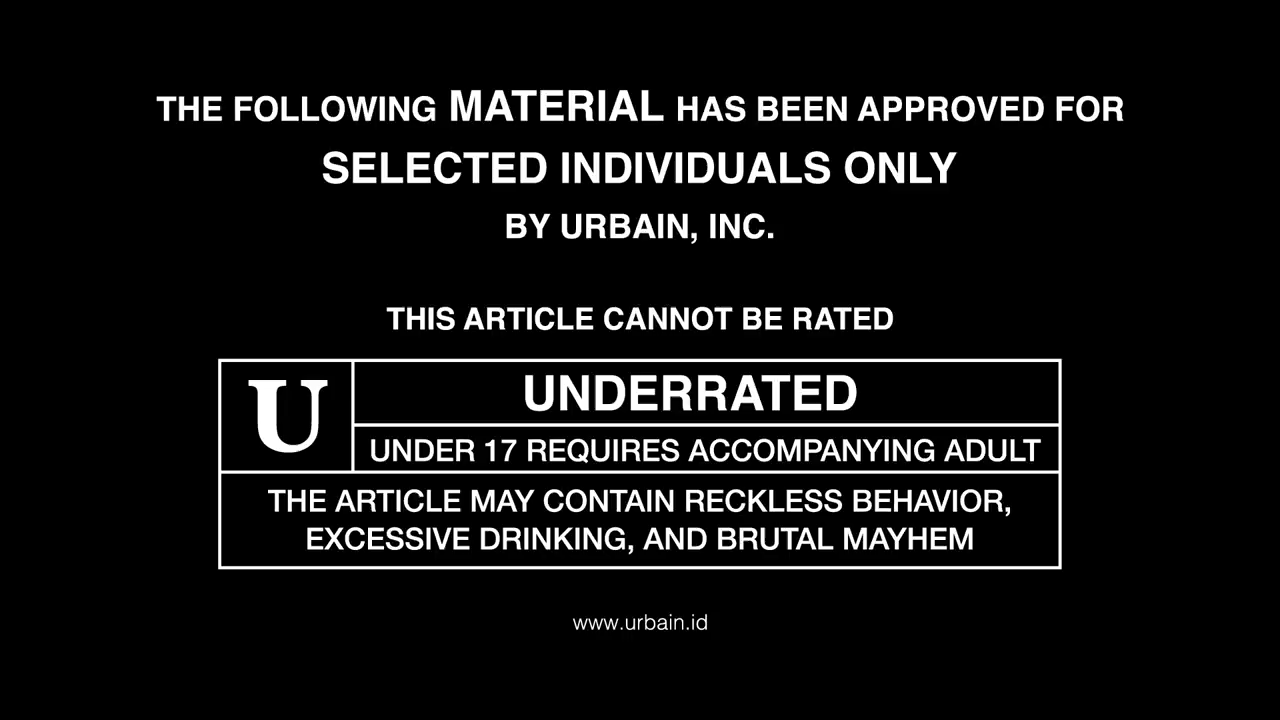 THE FOLLOWING MATERIAL HAS BEEN APPROVED FOR
SELECTED INDIVIDUALS ONLY
BY URBAIN, INC.
THIS ARTICLE CANNOT BE RATED
U
UNDERRATED
UNDER 17 REQUIRES ACCOMPANYING ADULT
THE ARTICLE MAY CONTAIN RECKLESS BEHAVIOR,
EXCESSIVE DRINKING, AND BRUTAL MAYHEM
www.urbain.id